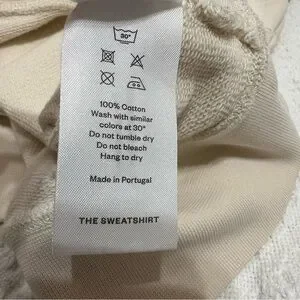 30°
100% Cotton
Wash with similar
colors at 30°
Do not tumble dry
Do not bleach
Hang to dry
Made in Portugal
THE SWEATSHIRT